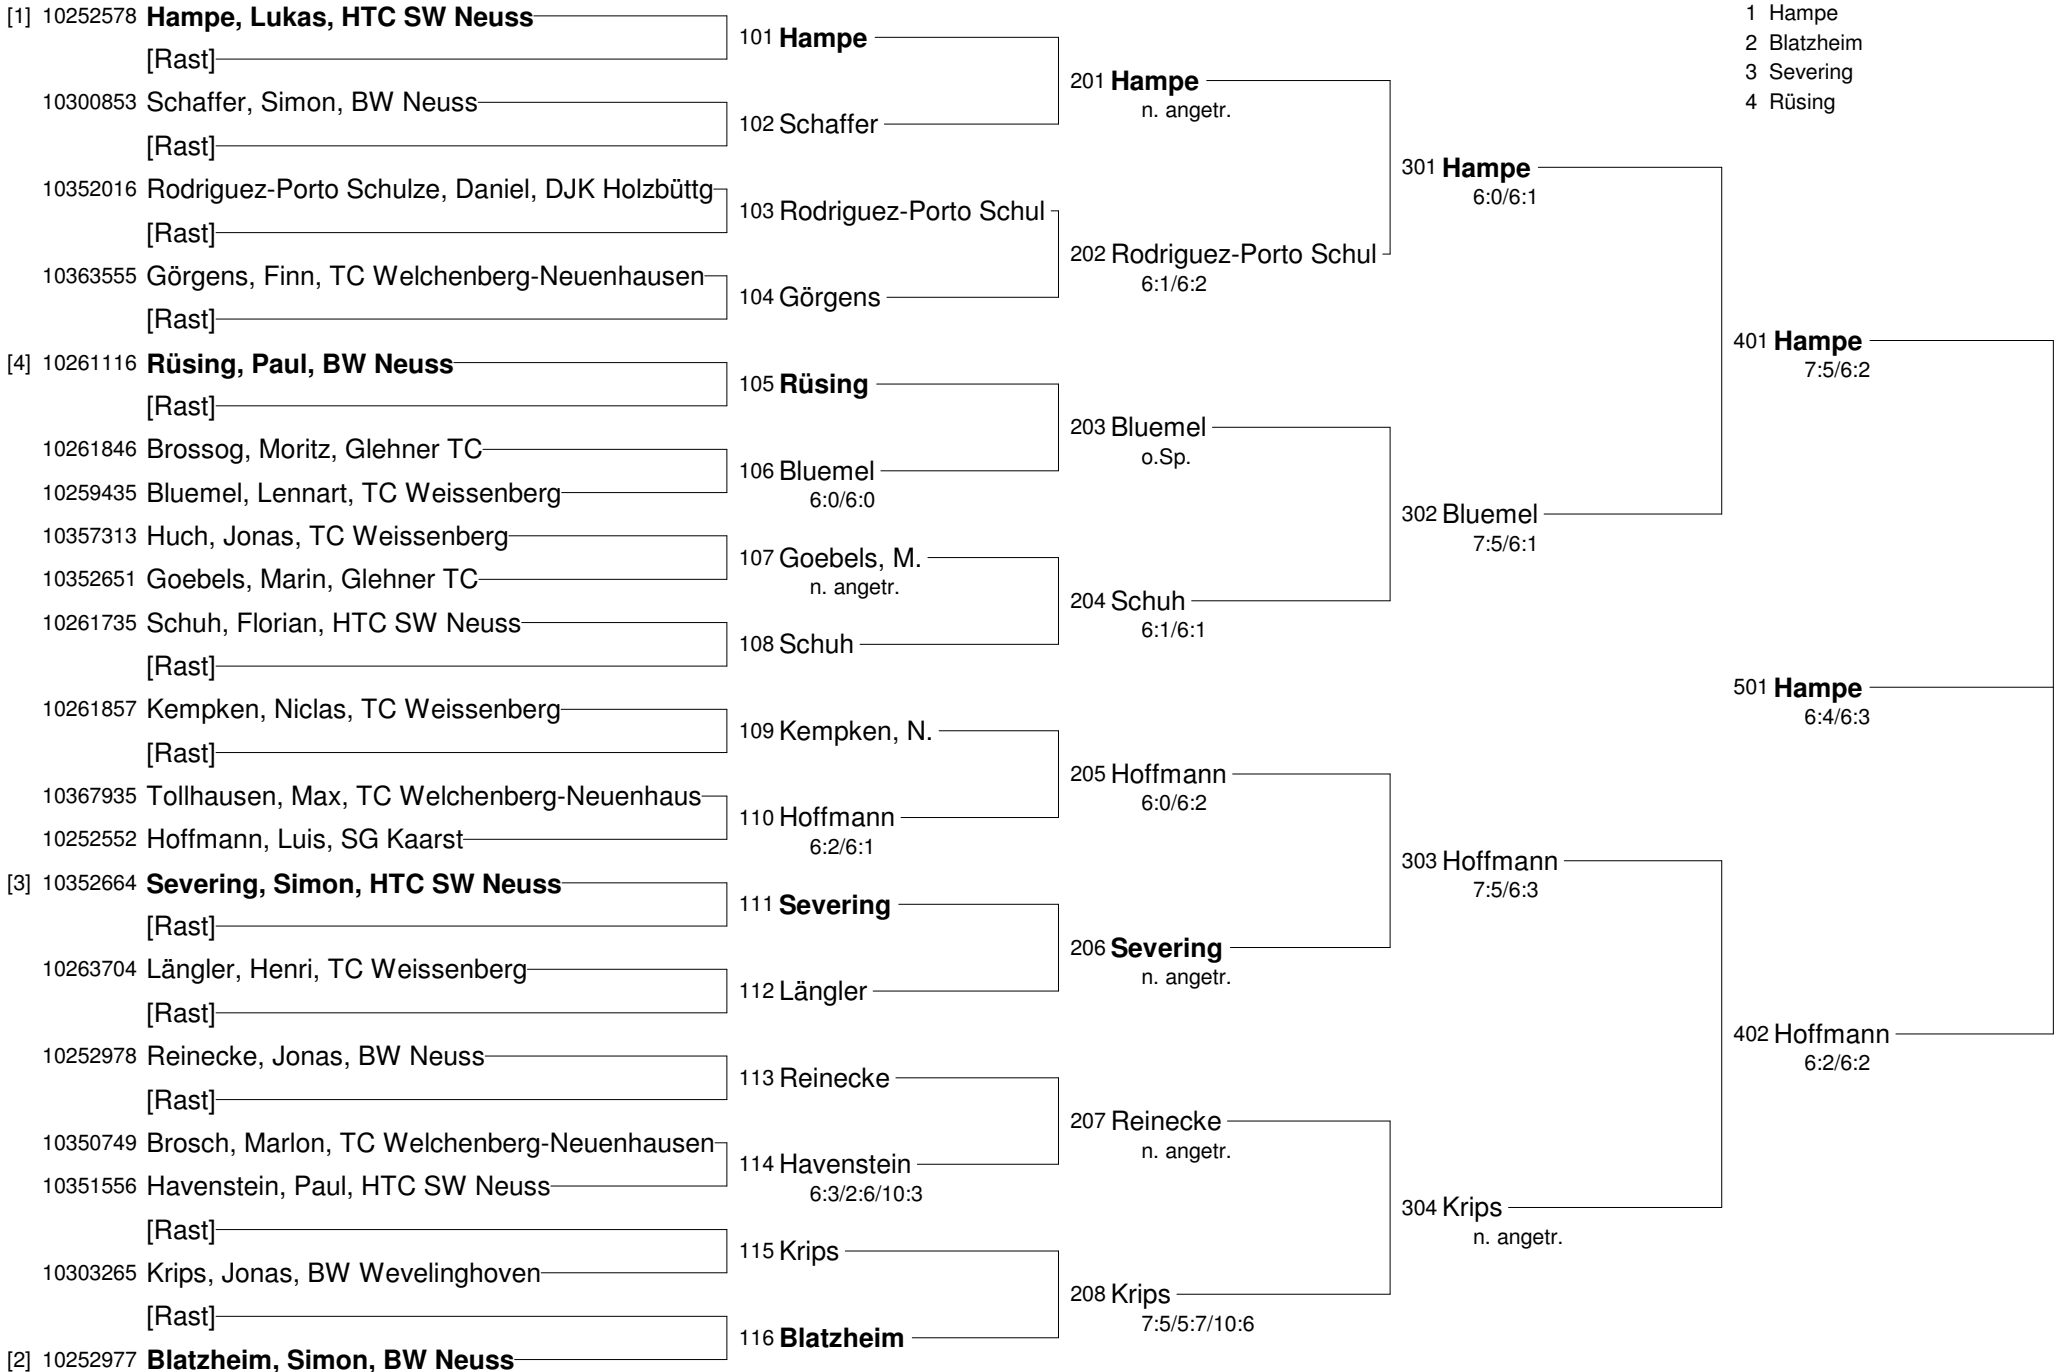 [1] 10252578 Hampe, Lukas, HTC SW Neuss
[Rast]
10300853 Schaffer, Simon, BW Neuss
[Rast]
10352016 Rodriguez-Porto Schulze, Daniel, DJK Holzbüttg
[Rast]
10363555 Görgens, Finn, TC Welchenberg-Neuenhausen
[Rast]
[4] 10261116 Rüsing, Paul, BW Neuss
[Rast]
10261846 Brossog, Moritz, Glehner TC
10259435 Bluemel, Lennart, TC Weissenberg
10357313 Huch, Jonas, TC Weissenberg
10352651 Goebels, Marin, Glehner TC
10261735 Schuh, Florian, HTC SW Neuss
[Rast]
10261857 Kempken, Niclas, TC Weissenberg
[Rast]
10367935 Tollhausen, Max, TC Welchenberg-Neuenhaus
10252552 Hoffmann, Luis, SG Kaarst
[3] 10352664 Severing, Simon, HTC SW Neuss
[Rast]
10263704 Längler, Henri, TC Weissenberg
[Rast]
10252978 Reinecke, Jonas, BW Neuss
[Rast]
10350749 Brosch, Marlon, TC Welchenberg-Neuenhausen
10351556 Havenstein, Paul, HTC SW Neuss
[Rast]
10303265 Krips, Jonas, BW Wevelinghoven
[Rast]
[2] 10252977 Blatzheim, Simon, BW Neuss
101 Hampe
102 Schaffer
103 Rodriguez-Porto Schul
104 Görgens
105 Rüsing
106 Bluemel
6:0/6:0
107 Goebels, M.
n. angetr.
108 Schuh
109 Kempken, N.
110 Hoffmann
6:2/6:1
111 Severing
112 Längler
113 Reinecke
114 Havenstein
6:3/2:6/10:3
115 Krips
116 Blatzheim
201 Hampe
n. angetr.
202 Rodriguez-Porto Schul
6:1/6:2
203 Bluemel
o.Sp.
204 Schuh
6:1/6:1
205 Hoffmann
6:0/6:2
206 Severing
n. angetr.
207 Reinecke
n. angetr.
208 Krips
7:5/5:7/10:6
301 Hampe
6:0/6:1
302 Bluemel
7:5/6:1
303 Hoffmann
7:5/6:3
304 Krips
n. angetr.
1 Hampe
2 Blatzheim
3 Severing
4 Rüsing
401 Hampe
7:5/6:2
501 Hampe
6:4/6:3
402 Hoffmann
6:2/6:2